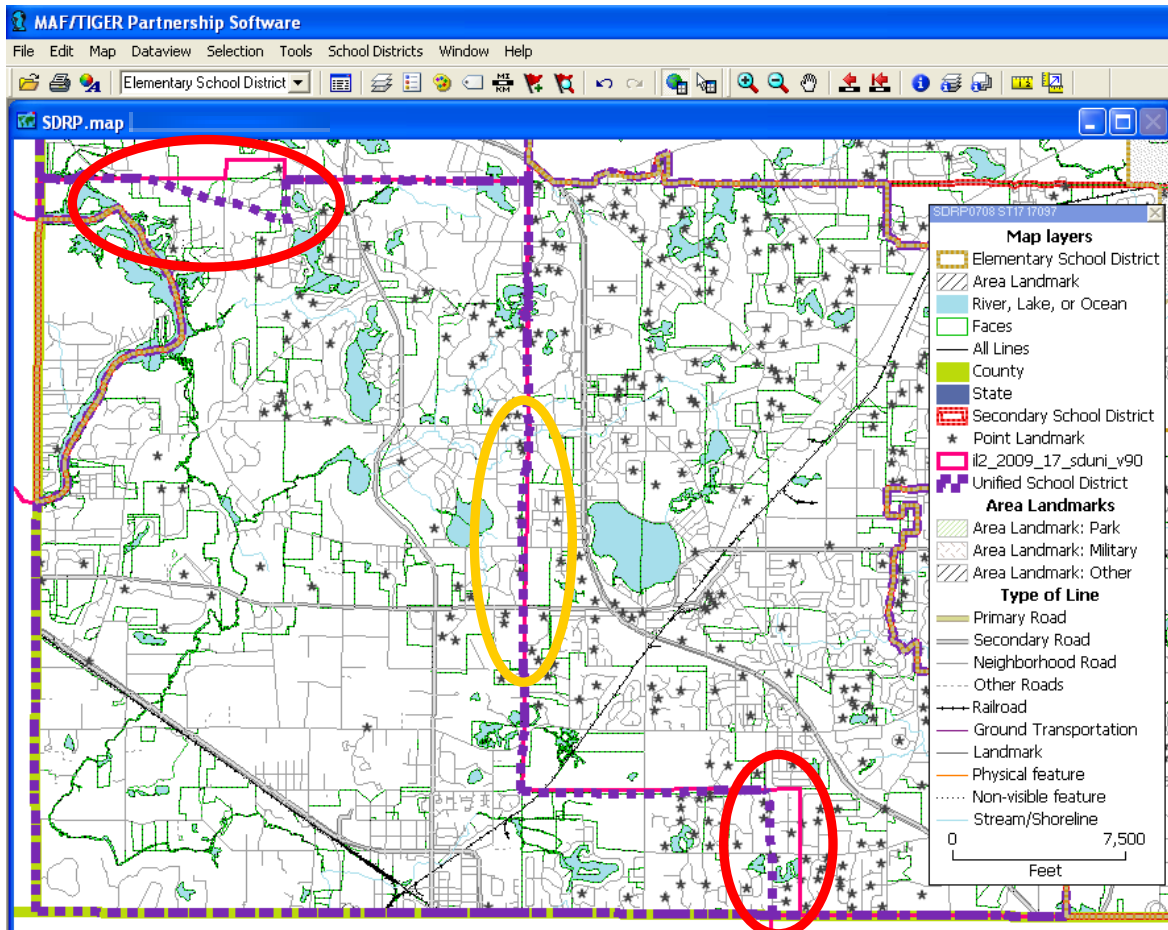 MAF/TIGER Partnership Software
File Edit Map Dataview Selection Tools School Districts Window Help
Elementary School District
MI
KM
SDRP.map
SDRP0708 ST1717097
Map layers
Elementary School District
Area Landmark
River, Lake, or Ocean
Faces
All Lines
County
State
Secondary School District
Point Landmark
il2_2009_17_sduni_v90
Unified School District
Area Landmarks
Area Landmark: Park
Area Landmark: Military
Area Landmark: Other
Type of Line
Primary Road
Secondary Road
Neighborhood Road
Other Roads
Railroad
Ground Transportation
Landmark
Physical feature
Non-visible feature
Stream/Shoreline
0 7,500
Feet